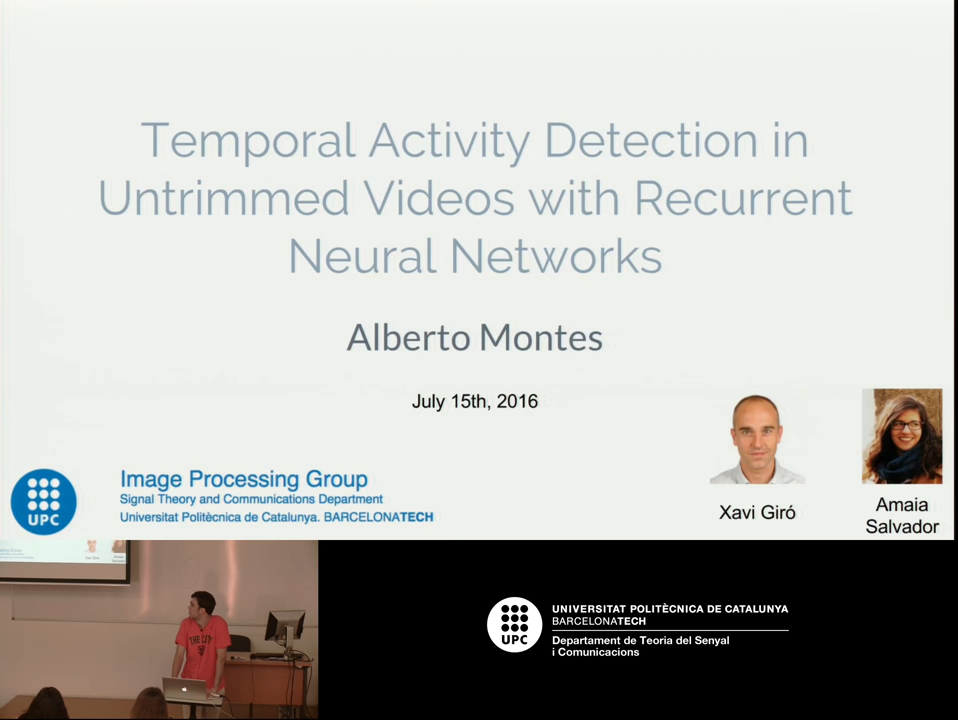 Temporal Activity Detection in
Untrimmed Videos with Recurrent
Neural Networks
Alberto Montes
July 15th, 2016
Image Processing Group
Signal Theory and Communications Department
Universitat Politècnica de Catalunya. BARCELONATECH
UPC
Xavi Giró
Amaia
Salvador
THE
UNIVERSITAT POLITÈCNICA DE CATALUNYA
BARCELONATECH
UPC
Departament de Teoria del Senyal
i Comunicacions